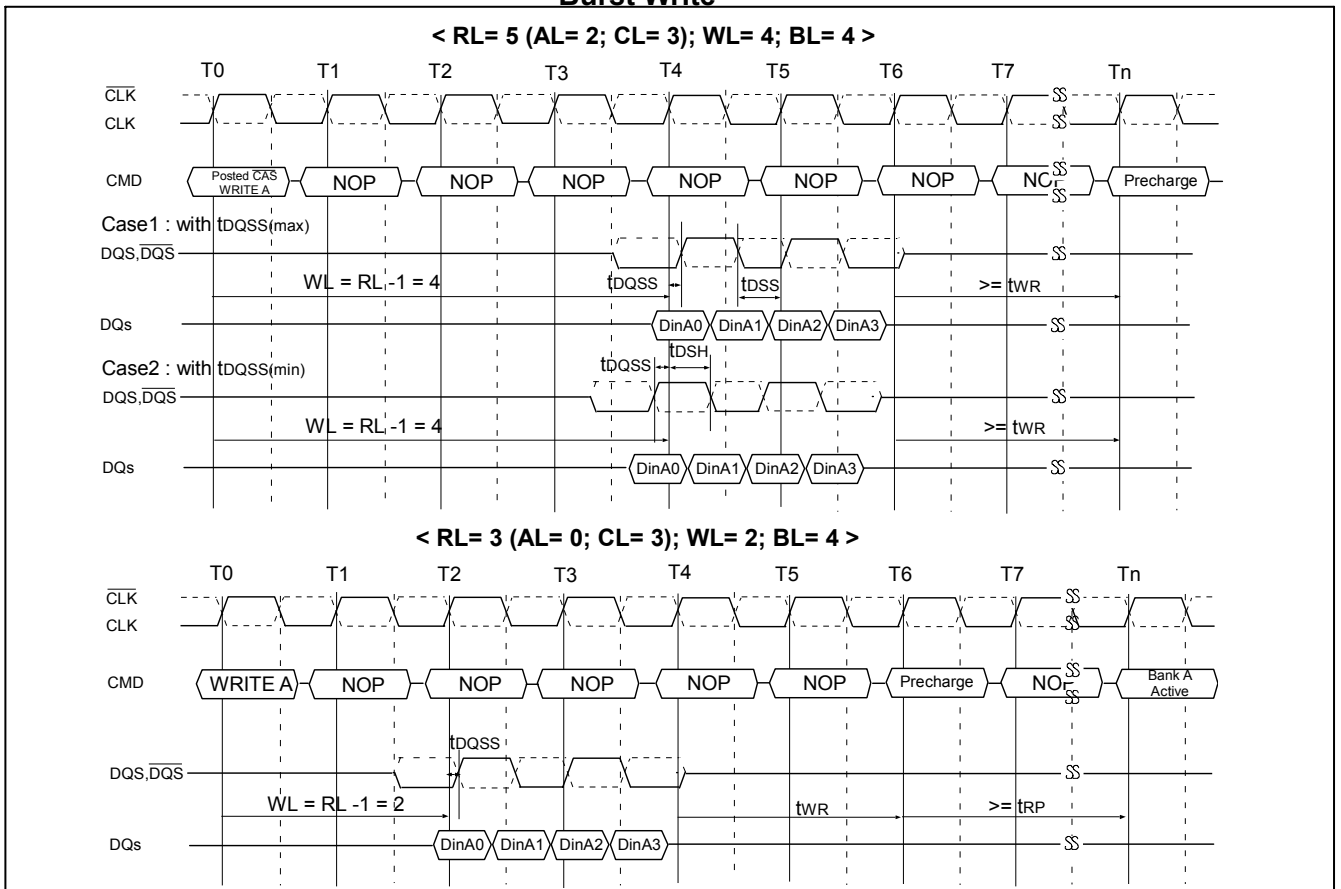 Burst Write
< RL= 5 (AL= 2; CL= 3); WL= 4; BL= 4 >
T0 T1 T2 T3 T4 T5 T6 T7 Tn
CLK
CLK
CMD Posted CAS WRITE A NOP NOP NOP NOP NOP NOP NOP Precharge
Case1 : with tDQSS(max)
DQS,DQS
WL = RL -1 = 4 tDQSS tDSS >= tWR
DQs DinA0 DinA1 DinA2 DinA3
Case2 : with tDQSS(min) tDQSS tDSH
DQS,DQS
WL = RL -1 = 4 >= tWR
DQs DinA0 DinA1 DinA2 DinA3
< RL= 3 (AL= 0; CL= 3); WL= 2; BL= 4 >
T0 T1 T2 T3 T4 T5 T6 T7 Tn
CLK
CLK
CMD WRITE A NOP NOP NOP NOP NOP Precharge NOP Bank A Active
tDQSS
DQS,DQS
WL = RL -1 = 2 tWR >= tRP
DQs DinA0 DinA1 DinA2 DinA3